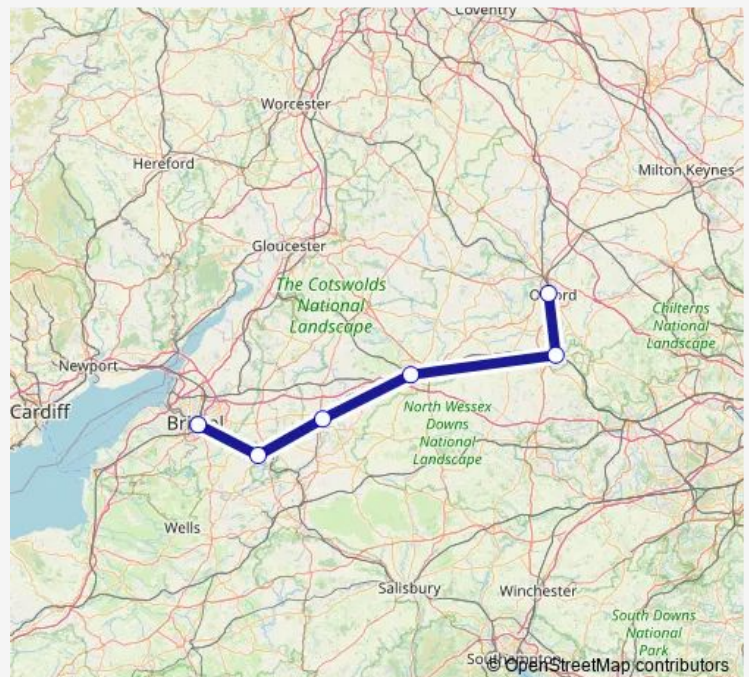 Coventry
Worcester
Hereford
Milton Keynes
Gloucester
The Cotswolds
National
Landscape
Chilterns
National
Landscape
Newport
Cardiff
North Wessex
Downs
National
Landscape
Wells
Salisbury
Winchester
South Downs
National
Park
© OpenStreetMap contributors